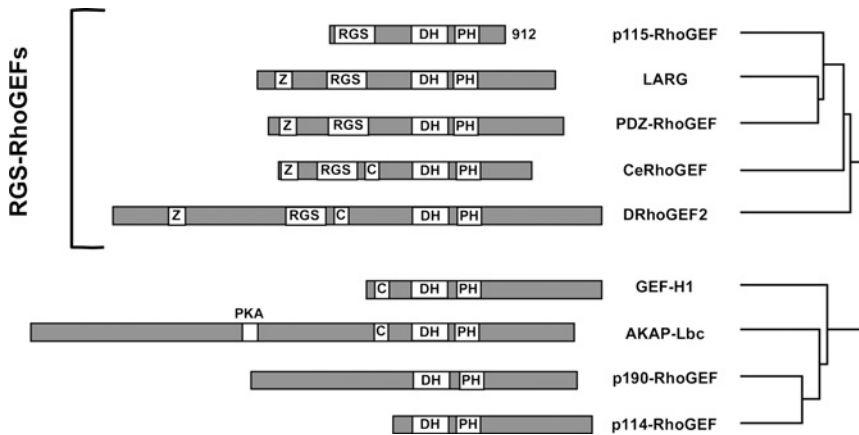 RGS-RhoGEFs
RGS DH PH 912 p115-RhoGEF
Z RGS DH PH LARG
Z RGS DH PH PDZ-RhoGEF
Z RGS C DH PH CeRhoGEF
Z RGS C DH PH DRhoGEF2
C DH PH GEF-H1
PKA
C DH PH AKAP-Lbc
DH PH p190-RhoGEF
DH PH p114-RhoGEF